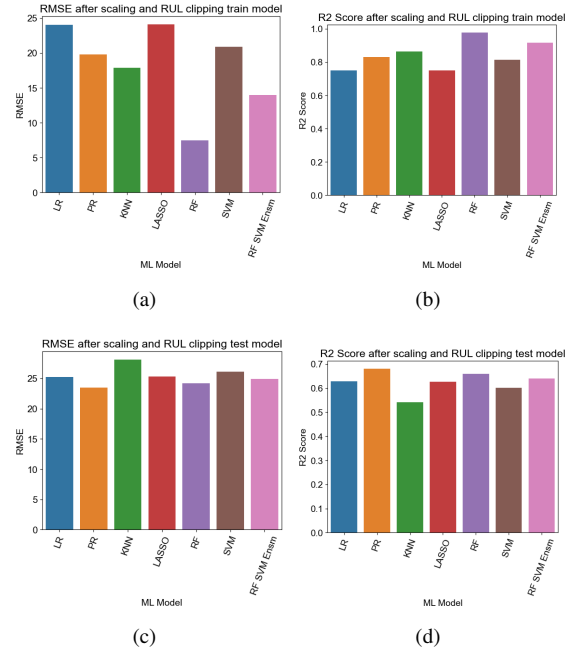 RMSE after scaling and RUL clipping train model
25
20
15
10
5
0
RMSE
LR
PR
KNN
LASSO
RF
SVM
RF SVM Ensm
ML Model
(a)
R2 Score after scaling and RUL clipping train model
1.0
0.8
0.6
0.4
0.2
0.0
R2 Score
LR
PR
KNN
LASSO
RF
SVM
RF SVM Ensm
ML Model
(b)
RMSE after scaling and RUL clipping test model
25
20
15
10
5
0
RMSE
LR
PR
KNN
LASSO
RF
SVM
RF SVM Ensm
ML Model
(c)
R2 Score after scaling and RUL clipping test model
0.7
0.6
0.5
0.4
0.3
0.2
0.1
0.0
R2 Score
LR
PR
KNN
LASSO
RF
SVM
RF SVM Ensm
ML Model
(d)